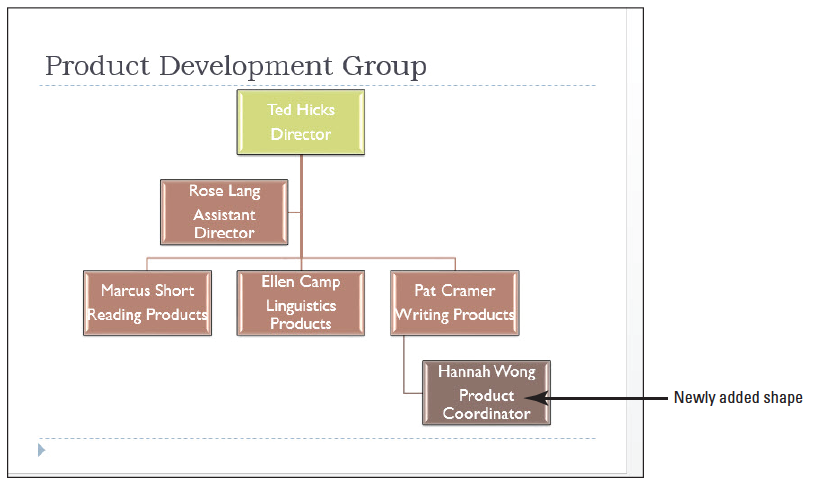 Product Development Group
Ted Hicks
Director
Rose Lang
Assistant
Director
Marcus Short
Reading Products
Ellen Camp
Linguistics
Products
Pat Cramer
Writing Products
Hannah Wong
Product
Coordinator
Newly added shape